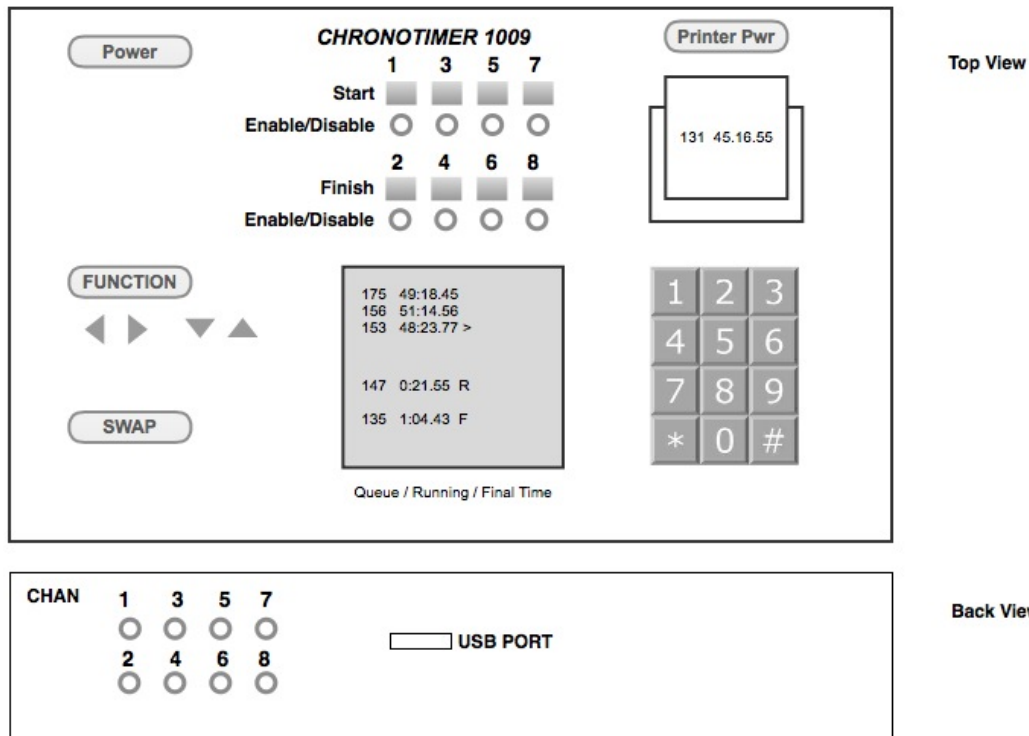 Power
CHRONOTIMER 1009
Printer Pwr
Top View
1 3 5 7
Start
Enable/Disable
131 45.16.55
2 4 6 8
Finish
Enable/Disable
FUNCTION
175 49:18.45
156 51:14.56
153 48:23.77 >
147 0:21.55 R
135 1:04.43 F
SWAP
1 2 3
4 5 6
7 8 9
* 0 #
Queue / Running / Final Time
CHAN
1 3 5 7
2 4 6 8
USB PORT
Back View